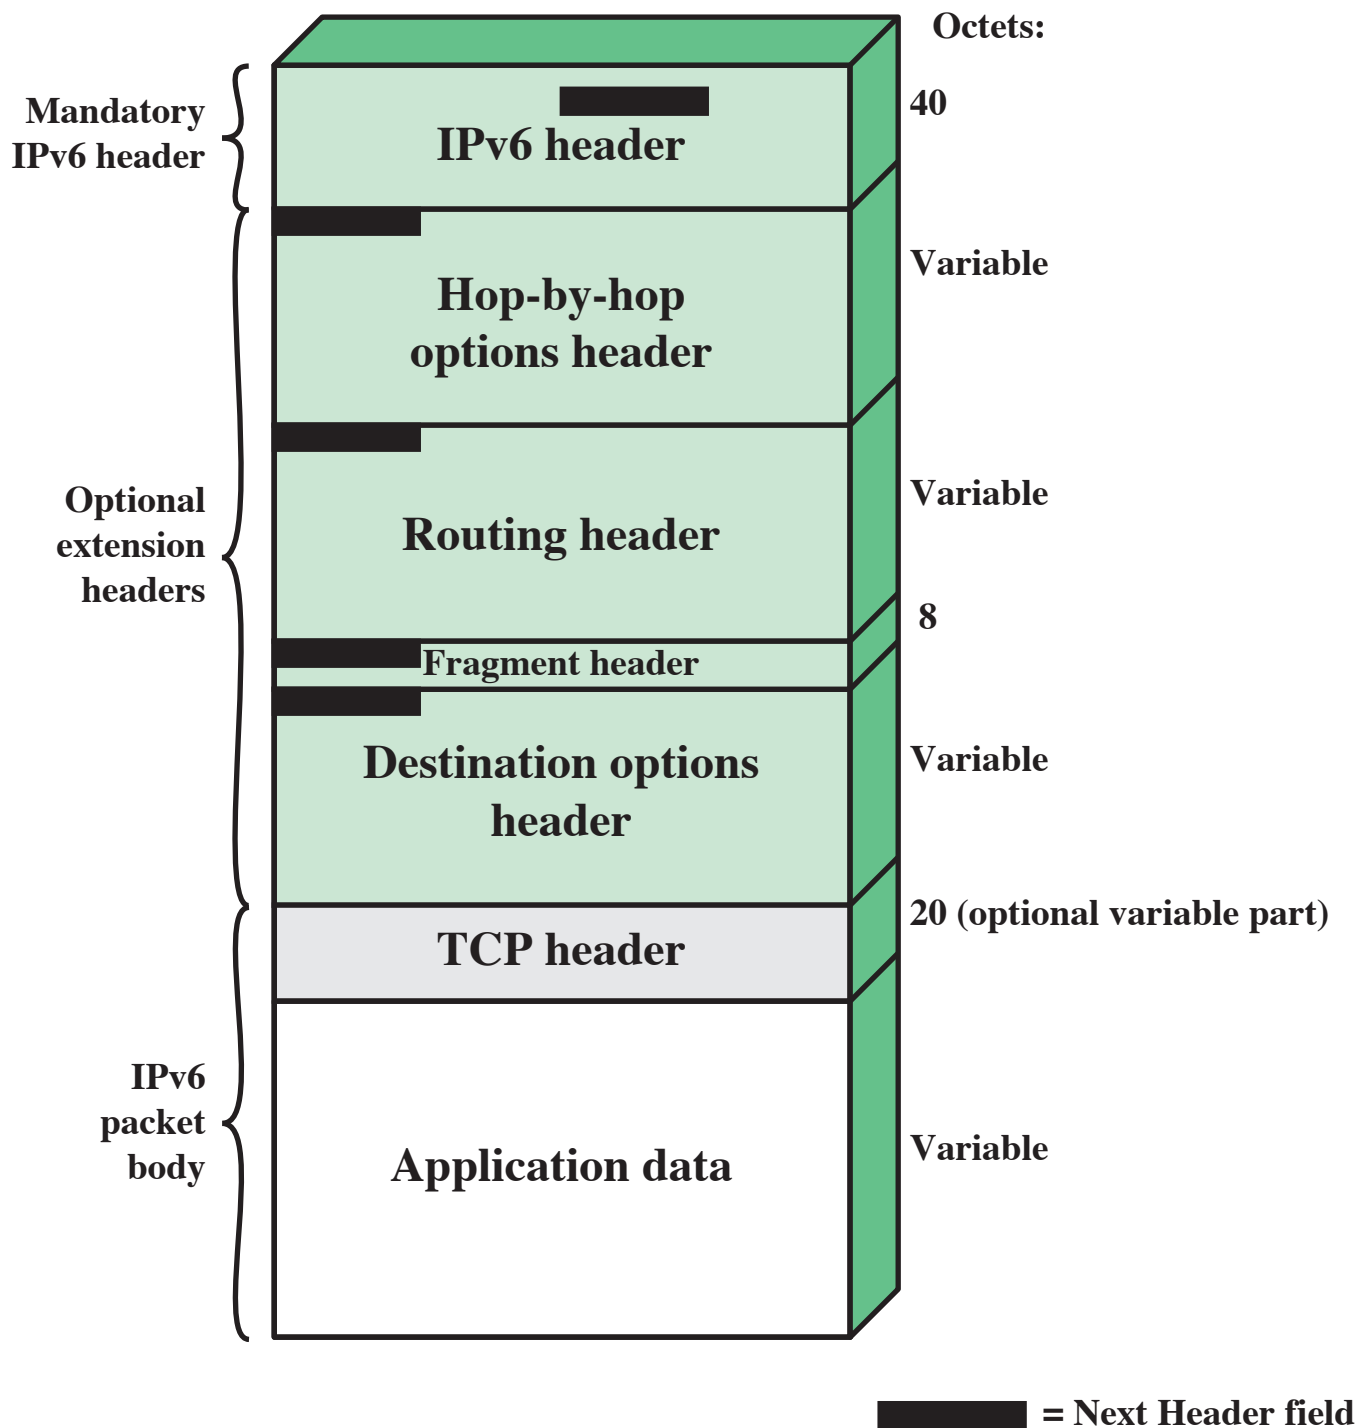 Octets:
Mandatory
IPv6 header
IPv6 header
40
Hop-by-hop
options header
Variable
Optional
extension
headers
Routing header
Variable
Fragment header
8
Destination options
header
Variable
TCP header
20 (optional variable part)
IPv6
packet
body
Application data
Variable
= Next Header field